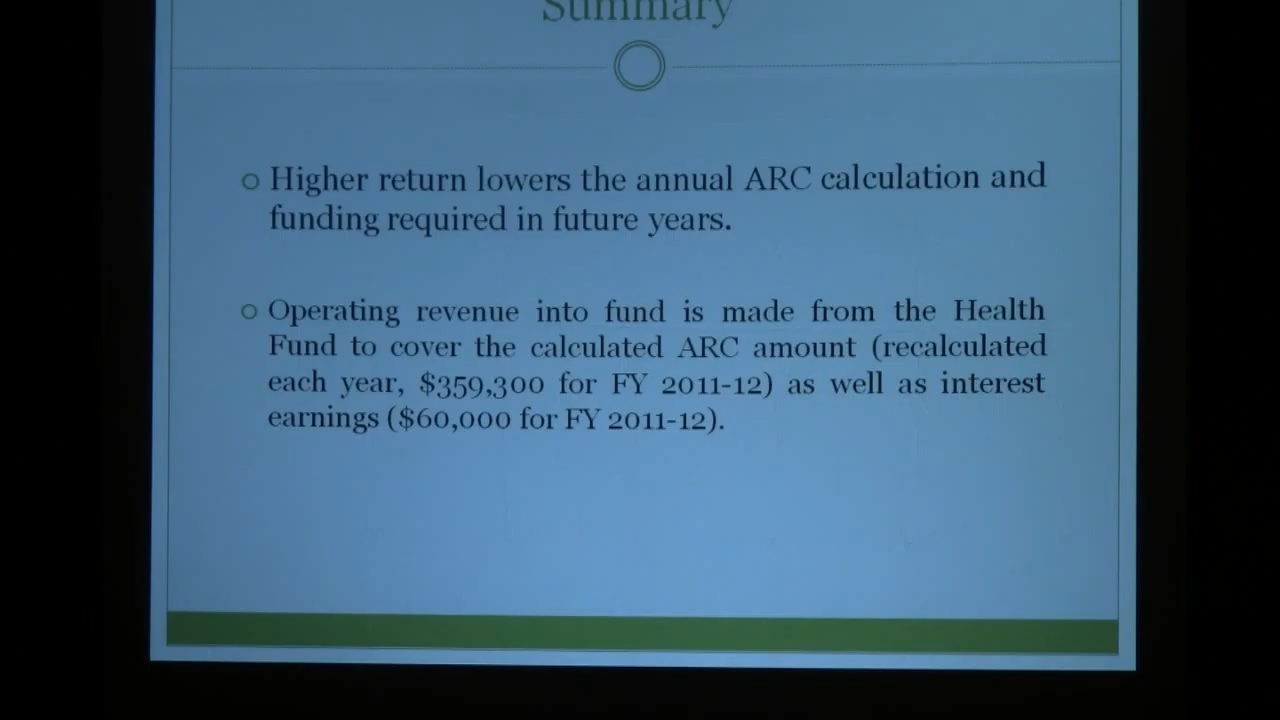 Summary
Higher return lowers the annual ARC calculation and
funding required in future years.
Operating revenue into fund is made from the Health
Fund to cover the calculated ARC amount (recalculated
each year, $359,300 for FY 2011-12) as well as interest
earnings ($60,000 for FY 2011-12).